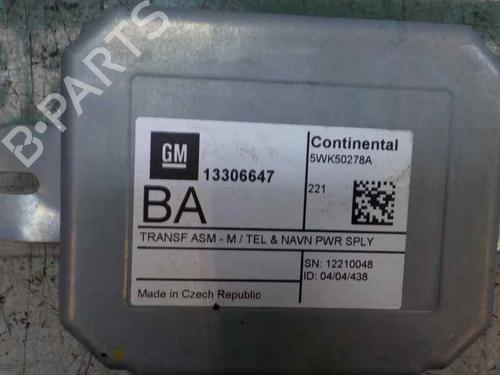 GM
13306647
Continental
5WK50278A
BA
221
TRANSF ASM - M / TEL & NAVN PWR SPLY
SN: 12210048
ID: 04/04/438
Made in Czech Republic
B-PARTS